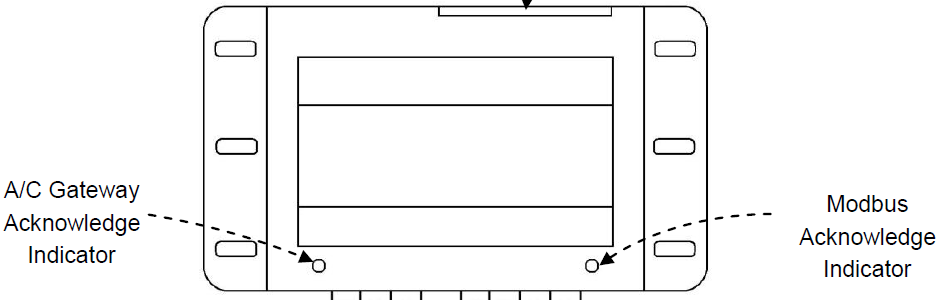 A/C Gateway
Acknowledge
Indicator
Modbus
Acknowledge
Indicator